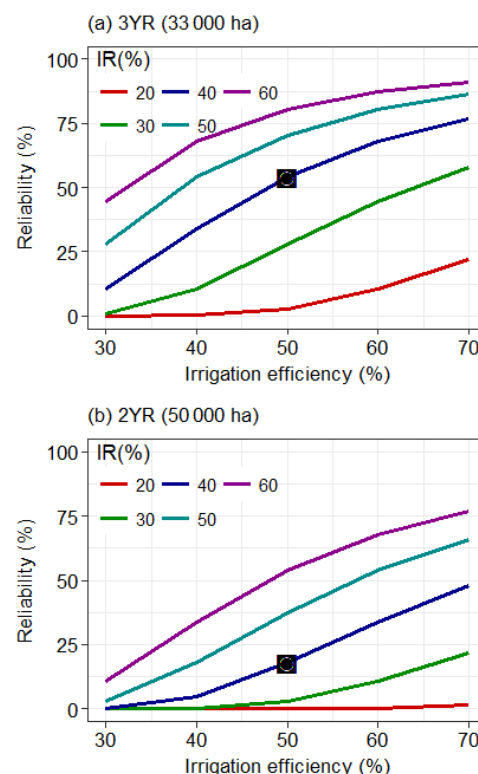 (a) 3YR (33 000 ha)
IR(%)
20 40 60
30 50
100
75
50
25
0
Reliability (%)
30 40 50 60 70
Irrigation efficiency (%)
(b) 2YR (50 000 ha)
IR(%)
20 40 60
30 50
100
75
50
25
0
Reliability (%)
30 40 50 60 70
Irrigation efficiency (%)